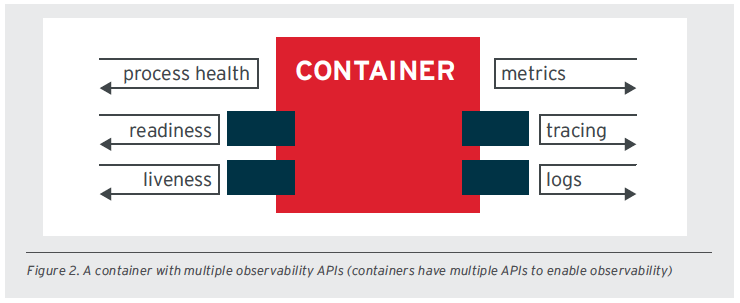 CONTAINER
process health
metrics
readiness
tracing
liveness
logs
Figure 2. A container with multiple observability APIs (containers have multiple APIs to enable observability)